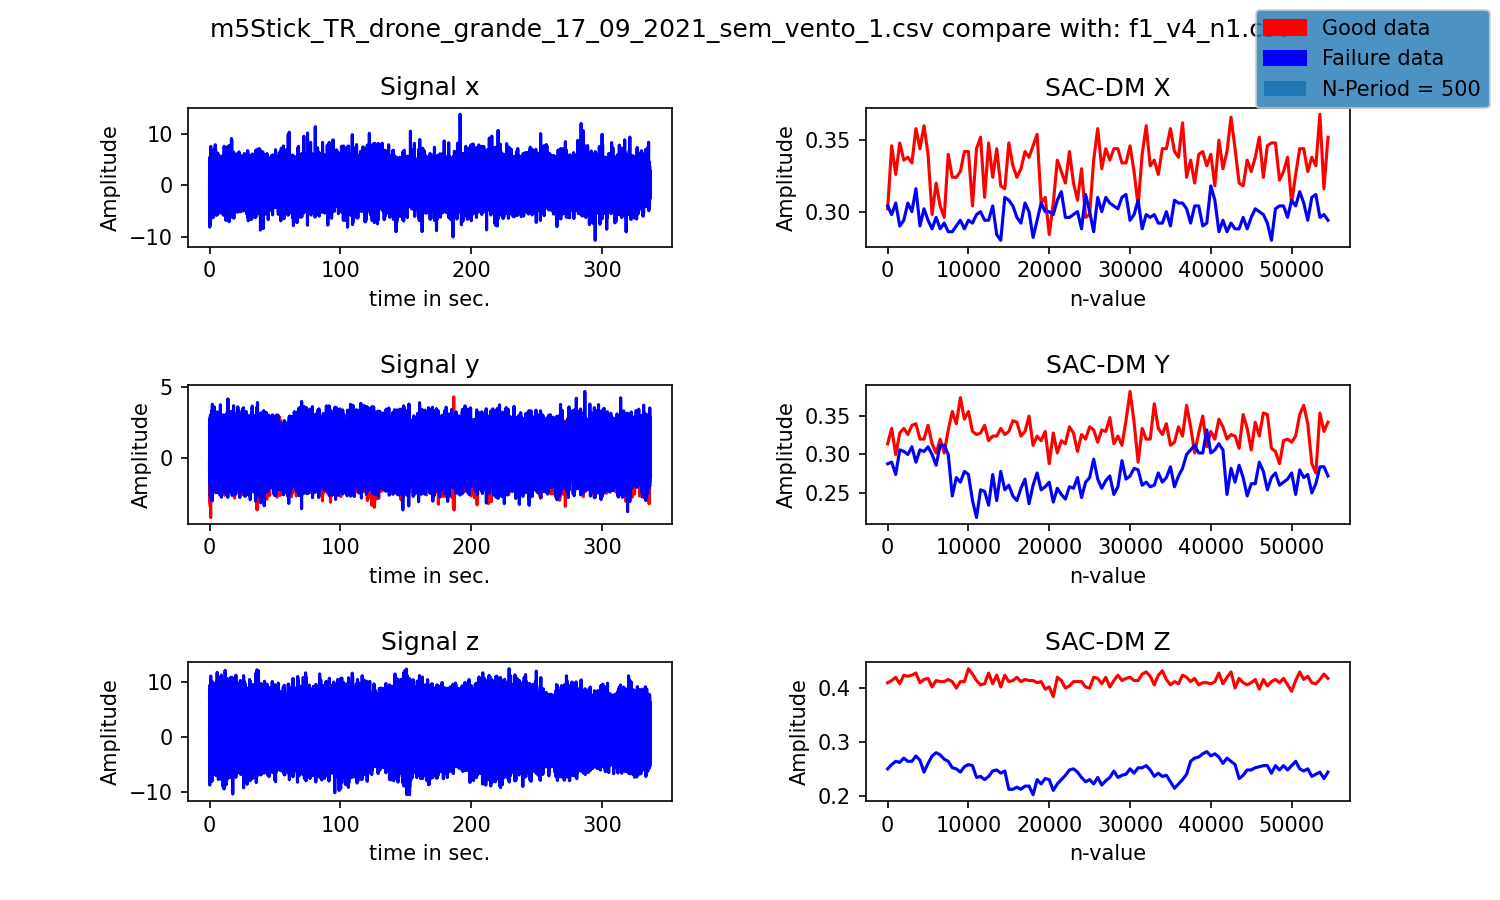 m5Stick_TR_drone_grande_17_09_2021_sem_vento_1.csv compare with: f1_v4_n1.csv
Good data
Failure data
N-Period = 500
Signal x
Amplitude
10
0
−10
0 100 200 300
time in sec.
SAC-DM X
Amplitude
0.35
0.30
0 10000 20000 30000 40000 50000
n-value
Signal y
Amplitude
5
0
0 100 200 300
time in sec.
SAC-DM Y
Amplitude
0.35
0.30
0.25
0 10000 20000 30000 40000 50000
n-value
Signal z
Amplitude
10
0
−10
0 100 200 300
time in sec.
SAC-DM Z
Amplitude
0.4
0.3
0.2
0 10000 20000 30000 40000 50000
n-value